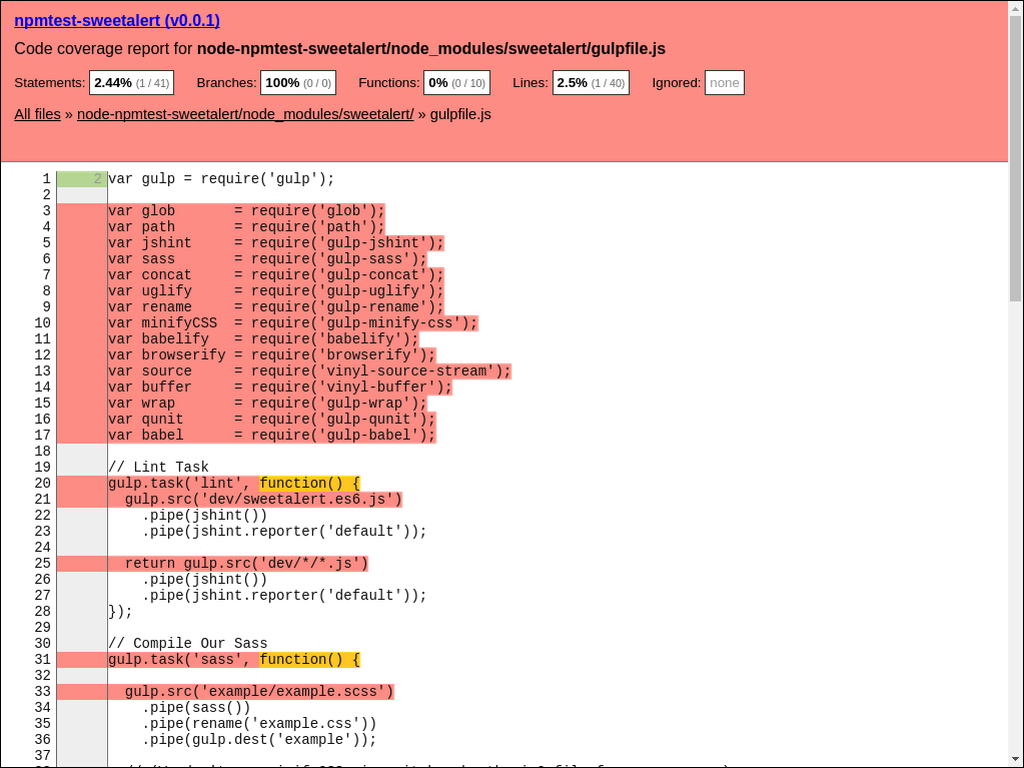 npmtest-sweetalert (v0.0.1)
Code coverage report for node-npmtest-sweetalert/node_modules/sweetalert/gulpfile.js
Statements: 2.44% (1 / 41) Branches: 100% (0 / 0) Functions: 0% (0 / 10) Lines: 2.5% (1 / 40) Ignored: none
All files » node-npmtest-sweetalert/node_modules/sweetalert/ » gulpfile.js
1 2 var gulp = require('gulp');
2
3 var glob       = require('glob');
4 var path       = require('path');
5 var jshint     = require('gulp-jshint');
6 var sass       = require('gulp-sass');
7 var concat     = require('gulp-concat');
8 var uglify     = require('gulp-uglify');
9 var rename     = require('gulp-rename');
10 var minifyCSS  = require('gulp-minify-css');
11 var babelify   = require('babelify');
12 var browserify = require('browserify');
13 var source     = require('vinyl-source-stream');
14 var buffer     = require('vinyl-buffer');
15 var wrap       = require('gulp-wrap');
16 var qunit      = require('gulp-qunit');
17 var babel      = require('gulp-babel');
18
19 // Lint Task
20 gulp.task('lint', function() {
21   gulp.src('dev/sweetalert.es6.js')
22     .pipe(jshint())
23     .pipe(jshint.reporter('default'));
24
25   return gulp.src('dev/*/*.js')
26     .pipe(jshint())
27     .pipe(jshint.reporter('default'));
28 });
29
30 // Compile Our Sass
31 gulp.task('sass', function() {
32
33   gulp.src('example/example.scss')
34     .pipe(sass())
35     .pipe(rename('example.css'))
36     .pipe(gulp.dest('example'));
37